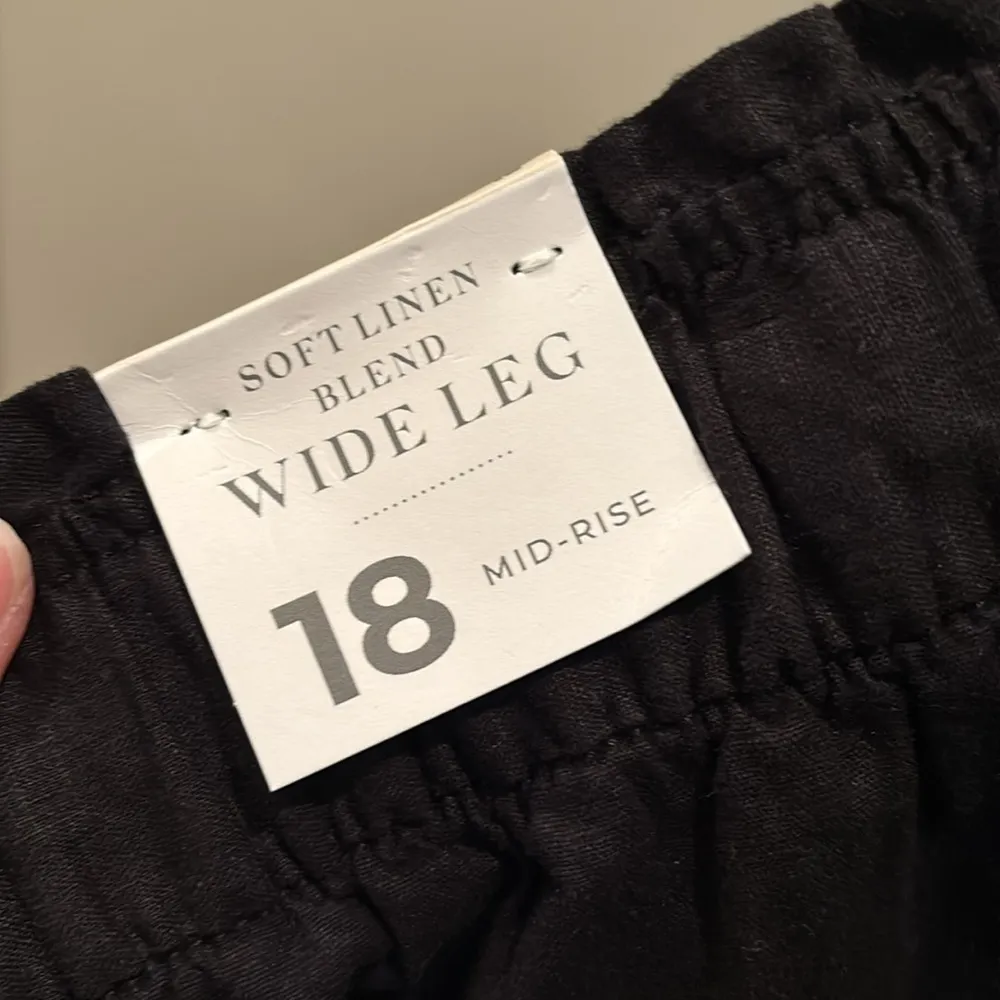 SOFT LINEN
BLEND
WIDE LEG
18 MID-RISE